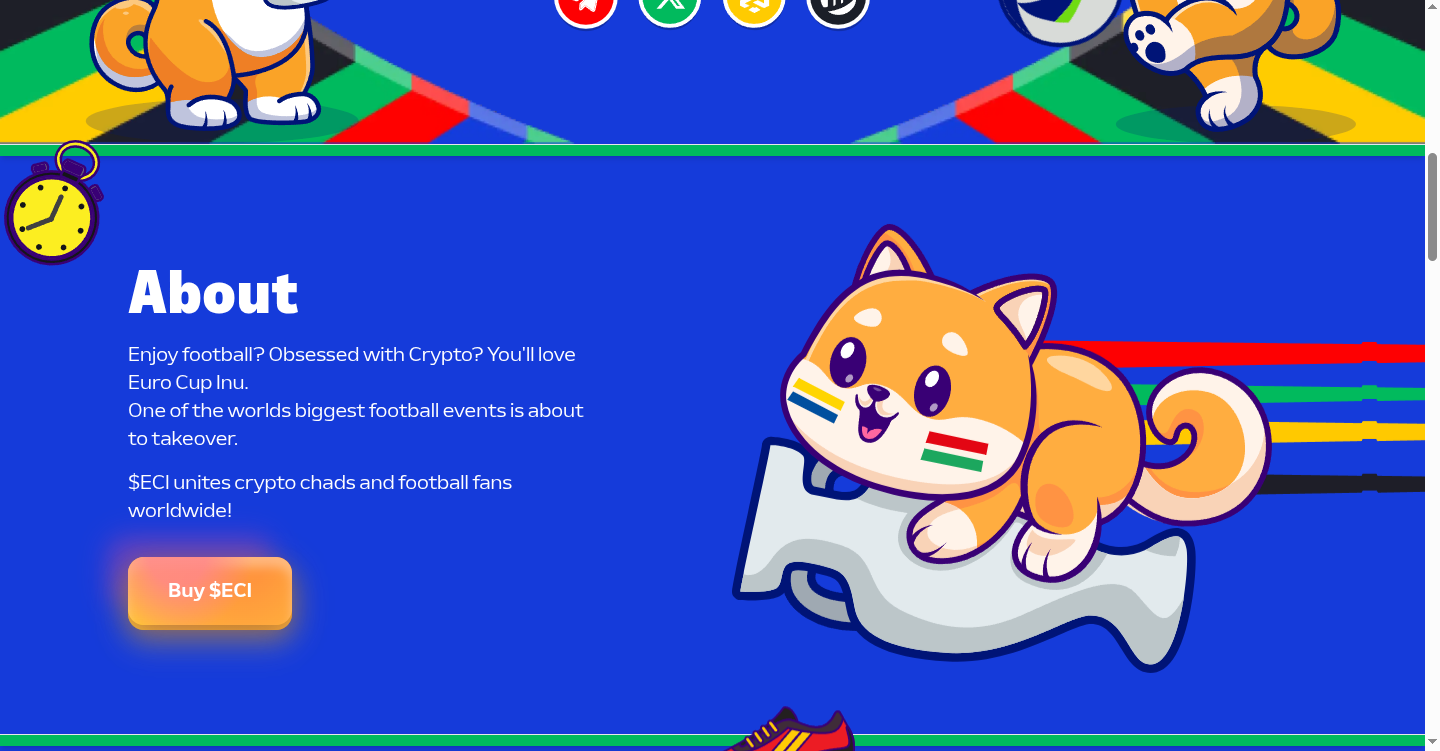 About
Enjoy football? Obsessed with Crypto? You'll love
Euro Cup Inu.
One of the worlds biggest football events is about
to takeover.
$ECI unites crypto chads and football fans
worldwide!
Buy $ECI